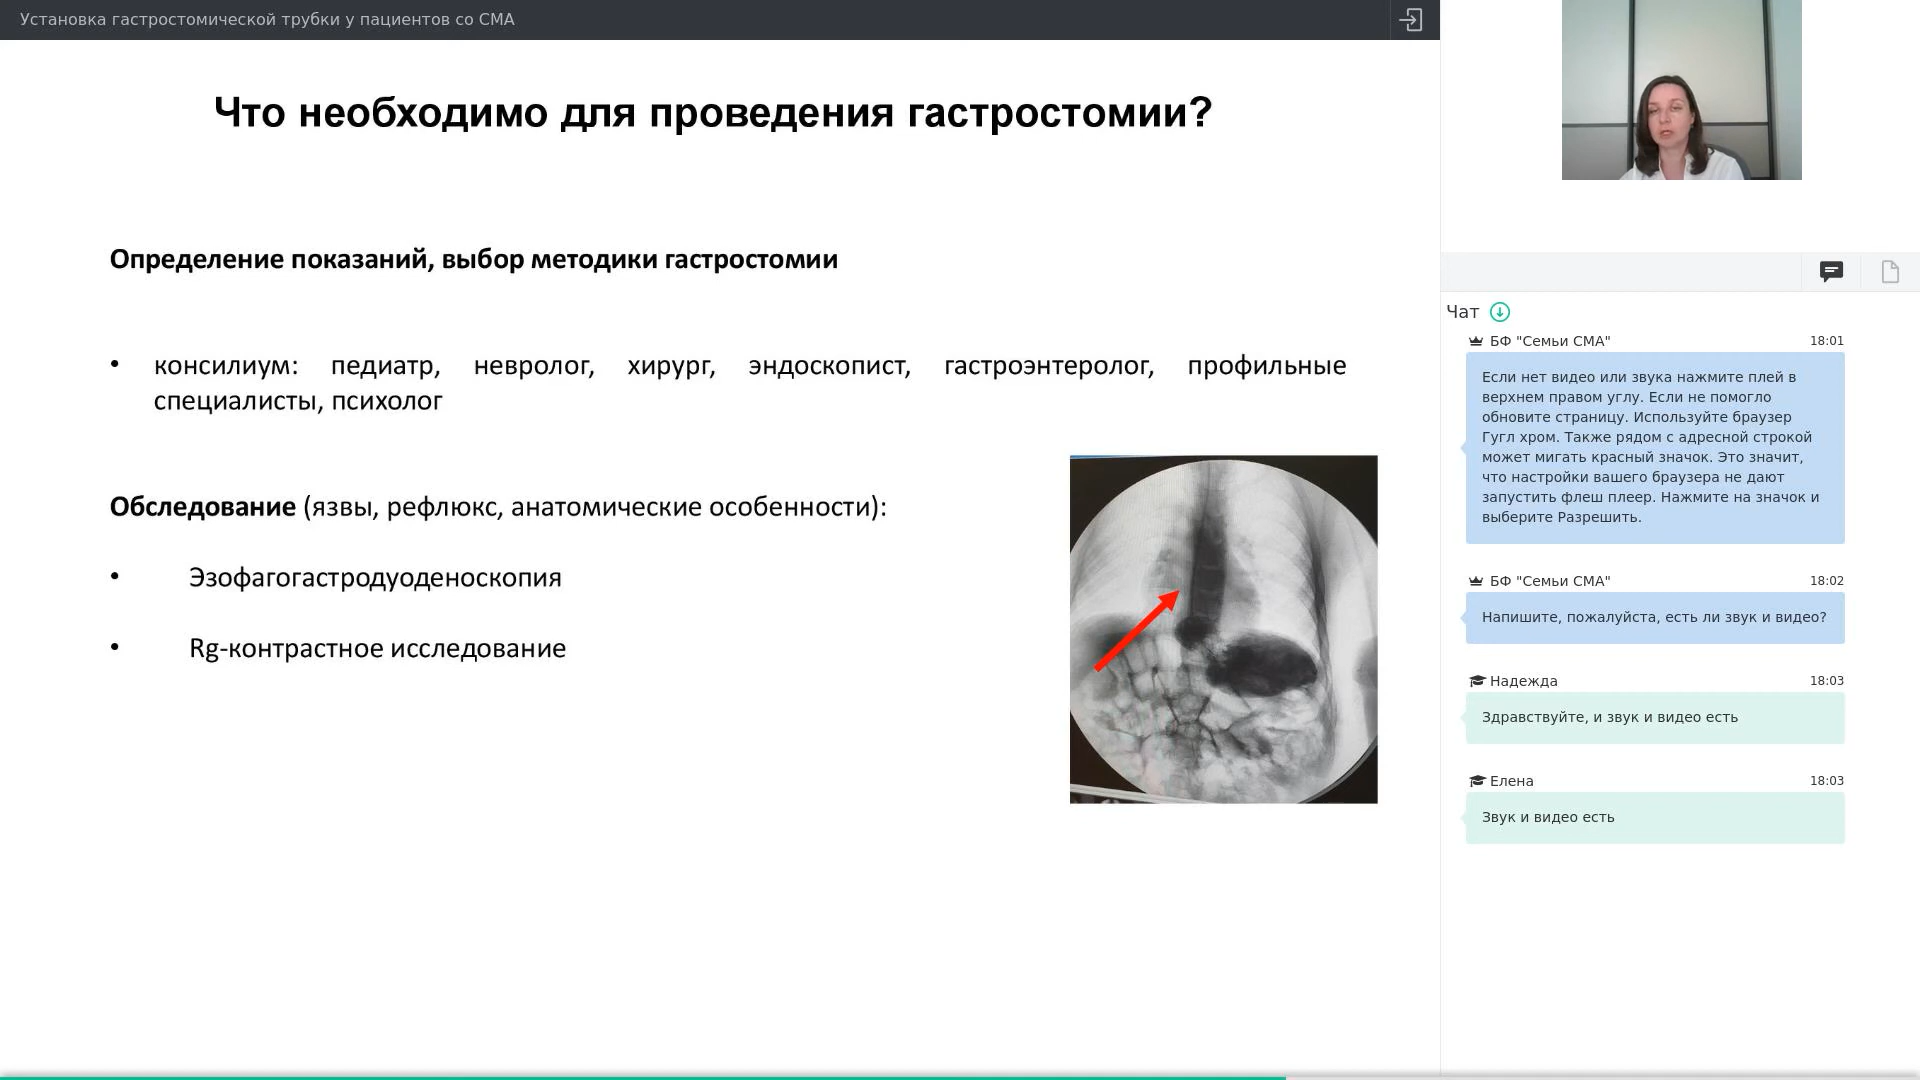 Установка гастростомической трубки у пациентов со СМА
Что необходимо для проведения гастростомии?
Определение показаний, выбор методики гастростомии
• консилиум: педиатр, невролог, хирург, эндоскопист, гастроэнтеролог, профильные
специалисты, психолог
Обследование (язвы, рефлюкс, анатомические особенности):
• Эзофагогастродуоденоскопия
• Rg-контрастное исследование
Чат
БФ "Семьи СМА" 18:01
Если нет видео или звука нажмите плей в
верхнем правом углу. Если не помогло
обновите страницу. Используйте браузер
Гугл хром. Также рядом с адресной строкой
может мигать красный значок. Это значит,
что настройки вашего браузера не дают
запустить флеш плеер. Нажмите на значок и
выберите Разрешить.
БФ "Семьи СМА" 18:02
Напишите, пожалуйста, есть ли звук и видео?
Надежда 18:03
Здравствуйте, и звук и видео есть
Елена 18:03
Звук и видео есть